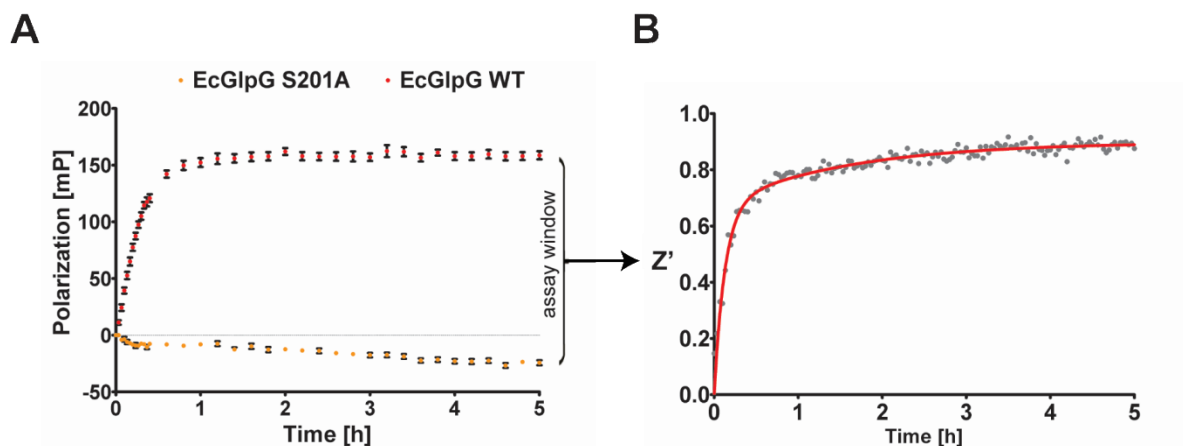 A
EcGlpG S201A
EcGlpG WT
200
150
100
50
0
-50
Polarization [mP]
0 1 2 3 4 5
Time [h]
assay window
B
1.0
0.8
0.6
Z'
0.4
0.2
0.0
0 1 2 3 4 5
Time [h]